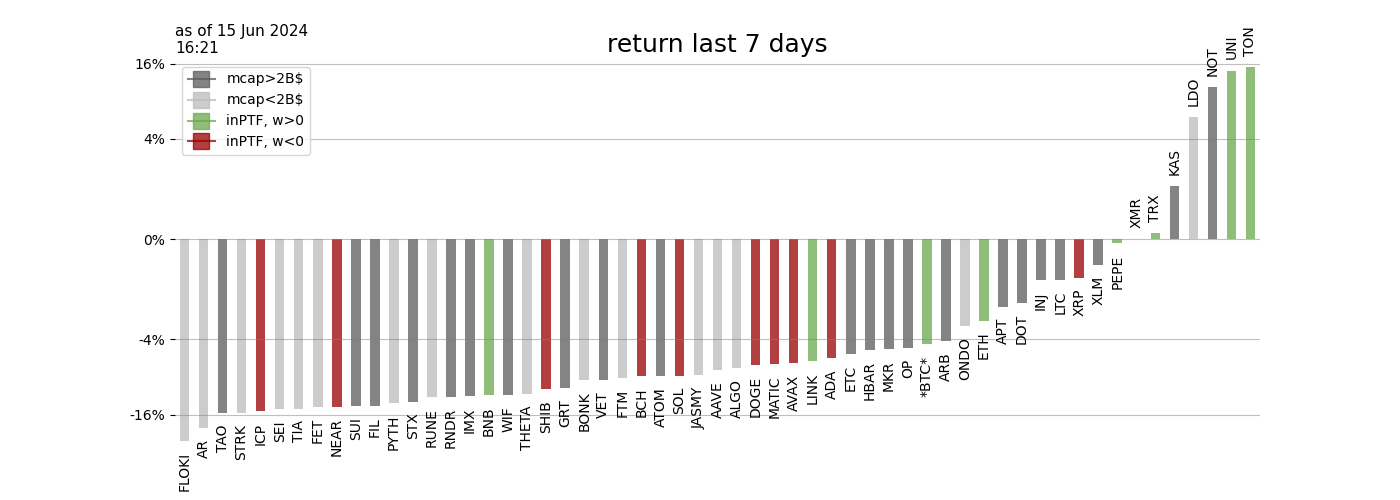 as of 15 Jun 2024
16:21
return last 7 days
16%
4%
0%
-4%
-16%
mcap>2B$
mcap<2B$
inPTF, w>0
inPTF, w<0
FLOKI
AR
TAO
STRK
ICP
SEI
TIA
FET
NEAR
SUI
FIL
PYTH
STX
RUNE
RNDR
IMX
BNB
WIF
THETA
SHIB
GRT
BONK
VET
FTM
BCH
ATOM
SOL
JASMY
AAVE
ALGO
DOGE
MATIC
AVAX
LINK
ADA
ETC
HBAR
MKR
OP
*BTC*
ARB
ONDO
ETH
APT
DOT
INJ
LTC
XRP
XLM
PEPE
XMR
TRX
KAS
LDO
NOT
UNI
TON